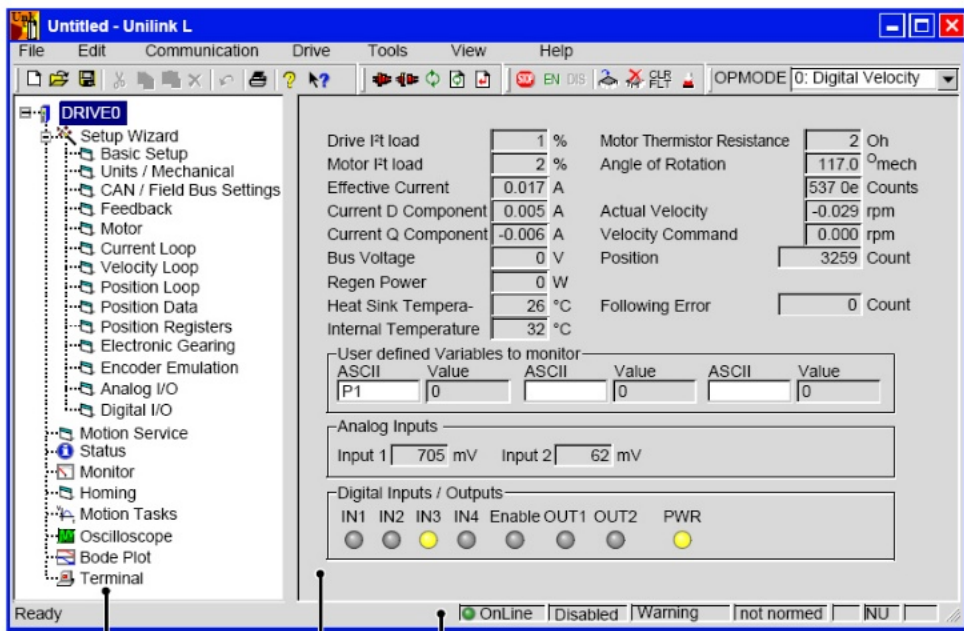 Untitled - Unilink L
File Edit Communication Drive Tools View Help
STOP EN DIS CLR FLT OPMODE 0: Digital Velocity
DRIVE0
Setup Wizard
Basic Setup
Units / Mechanical
CAN / Field Bus Settings
Feedback
Motor
Current Loop
Velocity Loop
Position Loop
Position Data
Position Registers
Electronic Gearing
Encoder Emulation
Analog I/O
Digital I/O
Motion Service
Status
Monitor
Homing
Motion Tasks
Oscilloscope
Bode Plot
Terminal
Drive I²t load 1 % Motor Thermistor Resistance 2 Oh
Motor I²t load 2 % Angle of Rotation 117.0 Omech
Effective Current 0.017 A 537 0e Counts
Current D Component 0.005 A Actual Velocity -0.029 rpm
Current Q Component -0.006 A Velocity Command 0.000 rpm
Bus Voltage 0 V Position 3259 Count
Regen Power 0 W
Heat Sink Tempera- 26 °C Following Error 0 Count
Internal Temperature 32 °C
User defined Variables to monitor
ASCII Value ASCII Value ASCII Value
P1 0 0 0
Analog Inputs
Input 1 705 mV Input 2 62 mV
Digital Inputs / Outputs
IN1 IN2 IN3 IN4 Enable OUT1 OUT2 PWR
Ready OnLine Disabled Warning not normed NU